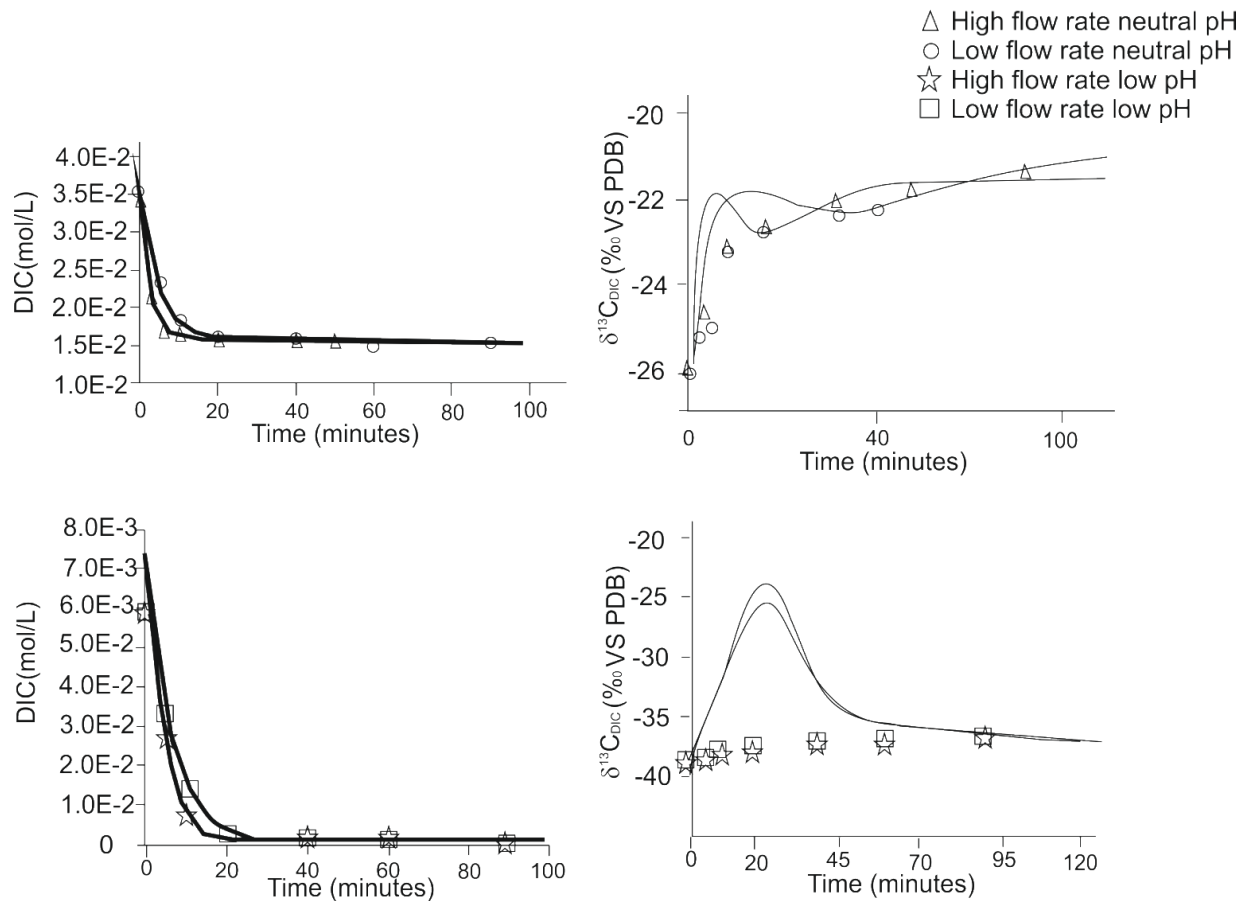 High flow rate neutral pH
Low flow rate neutral pH
High flow rate low pH
Low flow rate low pH
DIC(mol/L)
4.0E-2
3.5E-2
3.0E-2
2.5E-2
2.0E-2
1.5E-2
1.0E-2
0 20 40 60 80 100
Time (minutes)
δ13CDIC (‰ VS PDB)
-20
-22
-24
-26
0 40 100
Time (minutes)
DIC(mol/L)
8.0E-3
7.0E-3
6.0E-3
5.0E-2
4.0E-2
3.0E-2
2.0E-2
1.0E-2
0
0 20 40 60 80 100
Time (minutes)
δ13CDIC (‰ VS PDB)
-20
-25
-30
-35
-40
0 20 45 70 95 120
Time (minutes)